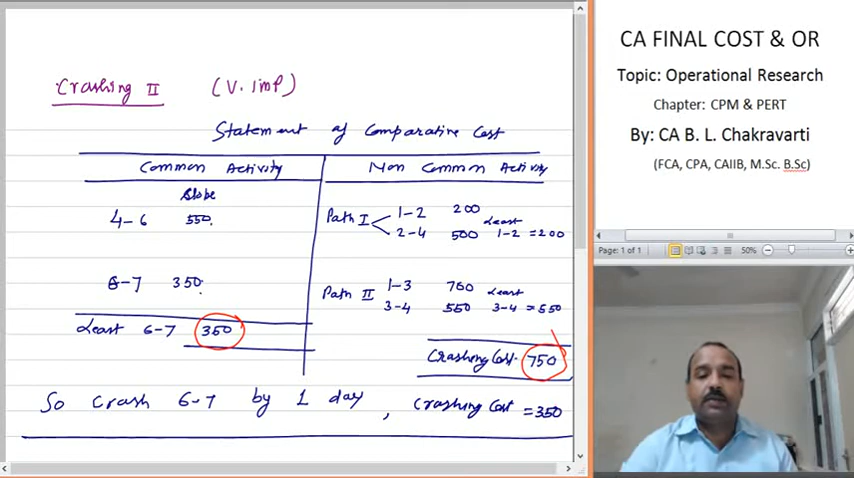 Crashing II (V. Imp)
Statement of Comparative Cost
Common Activity
Non Common Activity
Slope
4-6 550
6-7 350
Least 6-7 350
Path I 1-2 200 Least
2-4 500 1-2 = 200
Path II 1-3 700 Least
3-4 550 3-4 = 550
Crashing Cost 750
So Crash 6-7 by 1 day, Crashing Cost = 350
CA FINAL COST & OR
Topic: Operational Research
Chapter: CPM & PERT
By: CA B. L. Chakravarti
(FCA, CPA, CAIIB, M.Sc. B.Sc)
Page: 1 of 1
50%